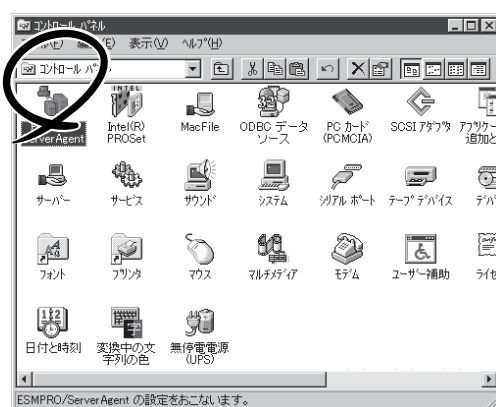 コントロール パネル
(E) 表示(V) ヘルプ(H)
コントロール パネ
ServerAgent
Intel(R) PROSet
MacFile
ODBC データ ソース
PC カード (PCMCIA)
SCSI アダプタ
アプリケー
追加と
サーバー
サービス
サウンド
システム
シリアル ポート
テープ デバイス
デバ
フォント
プリンタ
マウス
マルチメディア
モデム
ユーザー補助
ライセ
日付と時刻
変換中の文
字列の色
無停電電源
(UPS)
ESMPRO/ServerAgent の設定をおこないます。